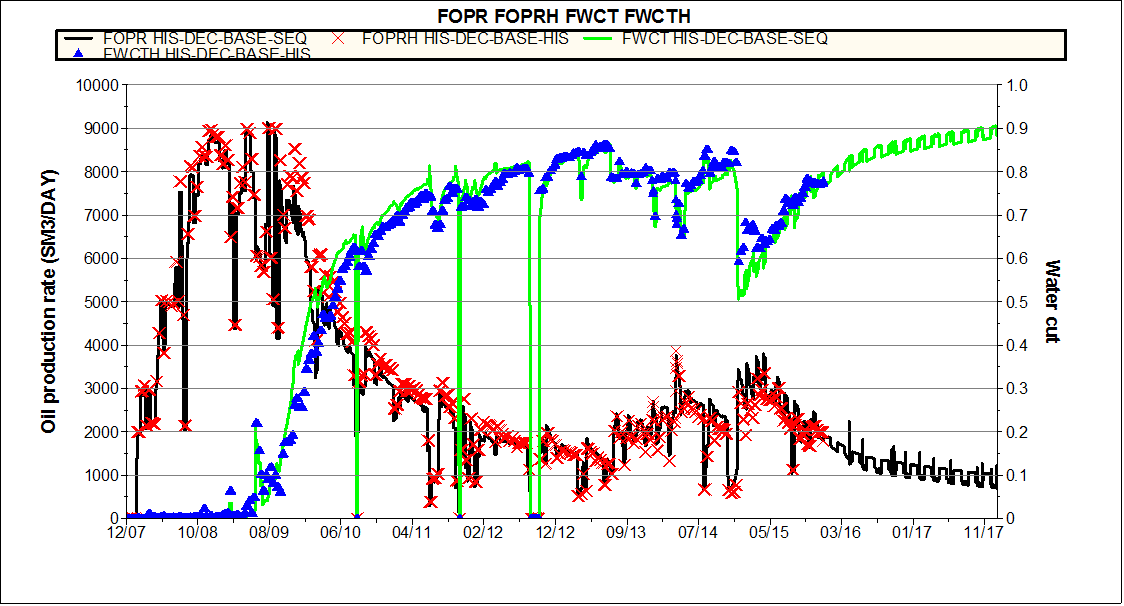 FOPR FOPRH FWCT FWCTH
FOPR HIS-DEC-BASE-SEQ FOPRH HIS-DEC-BASE-HIS FWCT HIS-DEC-BASE-SEQ
FWCTH HIS-DEC-BASE-HIS
10000 1.0
9000 0.9
8000 0.8
7000 0.7
6000 0.6
5000 0.5
4000 0.4
3000 0.3
2000 0.2
1000 0.1
0 0
Oil production rate (SM3/DAY)
Water cut
12/07 10/08 08/09 06/10 04/11 02/12 12/12 09/13 07/14 05/15 03/16 01/17 11/17